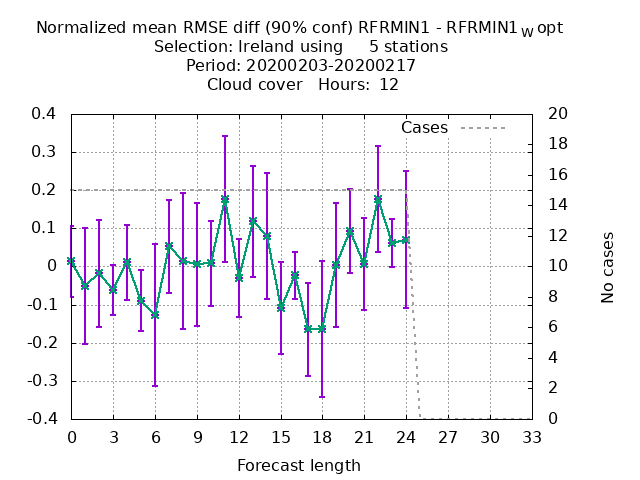 Normalized mean RMSE diff (90% conf) RFRMIN1 - RFRMIN1wopt
Selection: Ireland using 5 stations
Period: 20200203-20200217
Cloud cover Hours: 12
Cases
0.4
0.3
0.2
0.1
0
-0.1
-0.2
-0.3
-0.4
20
18
16
14
12
10
8
6
4
2
0
No cases
0 3 6 9 12 15 18 21 24 27 30 33
Forecast length